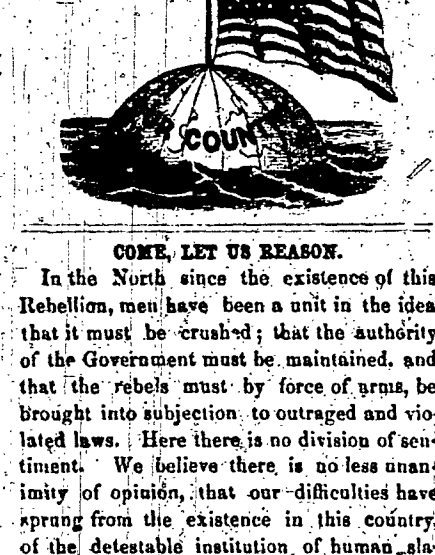 COUN
COME, LET US REASON.
In the North since the existence of this
Rebellion, men have been a unit in the idea
that it must be crushed; that the authority
of the Government must be maintained, and
that the rebels must by force of arms, be
brought into subjection to outraged and vio-
lated laws. Here there is no division of sen-
timent. We believe there is no less unan-
imity of opinion, that our difficulties have
sprung from the existence in this country
of the detestable institution of human sla-